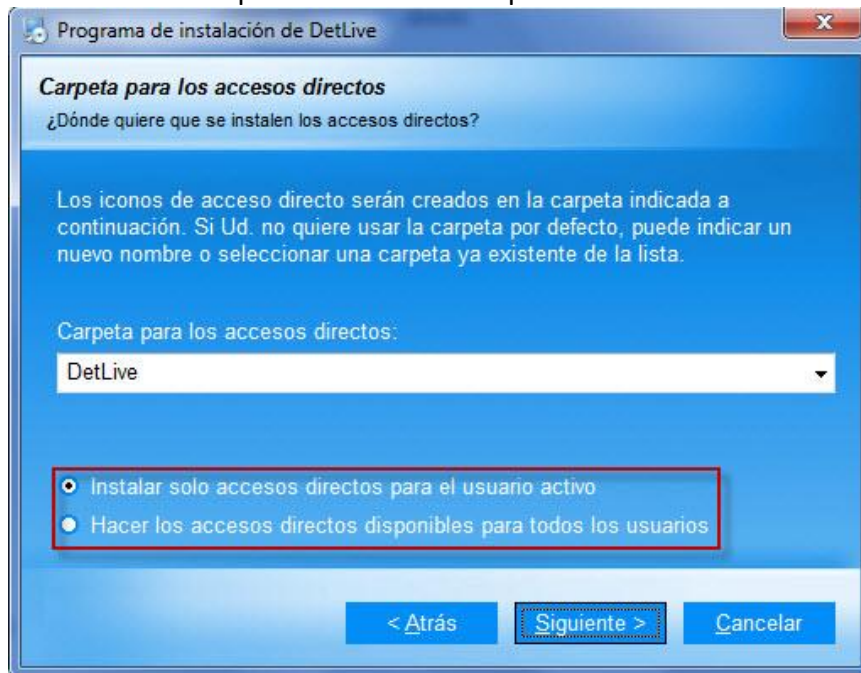 Programa de instalación de DetLive
Carpeta para los accesos directos
¿Dónde quiere que se instalen los accesos directos?
Los iconos de acceso directo serán creados en la carpeta indicada a
continuación. Si Ud. no quiere usar la carpeta por defecto, puede indicar un
nuevo nombre o seleccionar una carpeta ya existente de la lista.
Carpeta para los accesos directos:
DetLive
Instalar solo accesos directos para el usuario activo
Hacer los accesos directos disponibles para todos los usuarios
< Atrás
Siguiente >
Cancelar